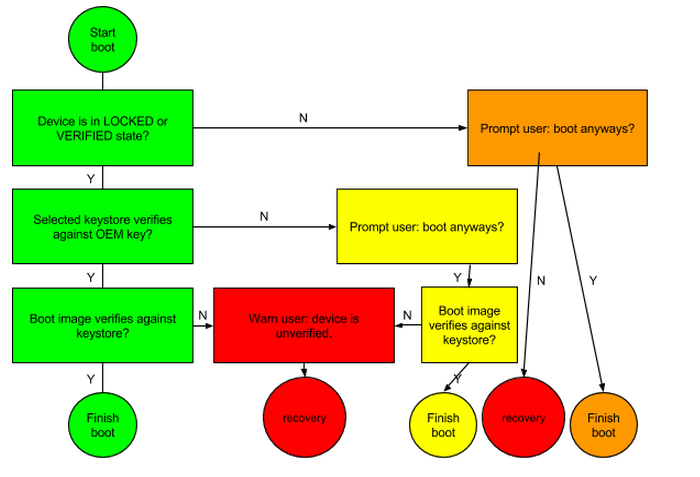 Start
boot
Device is in LOCKED or
VERIFIED state?
N
Prompt user: boot anyways?
Y
Selected keystore verifies
against OEM key?
N
Prompt user: boot anyways?
Y
Y
N
Y
Boot image verifies against
keystore?
N
Warn user: device is
unverified.
N
Boot image
verifies against
keystore?
Y
Y
Finish
boot
recovery
Finish
boot
recovery
Finish
boot